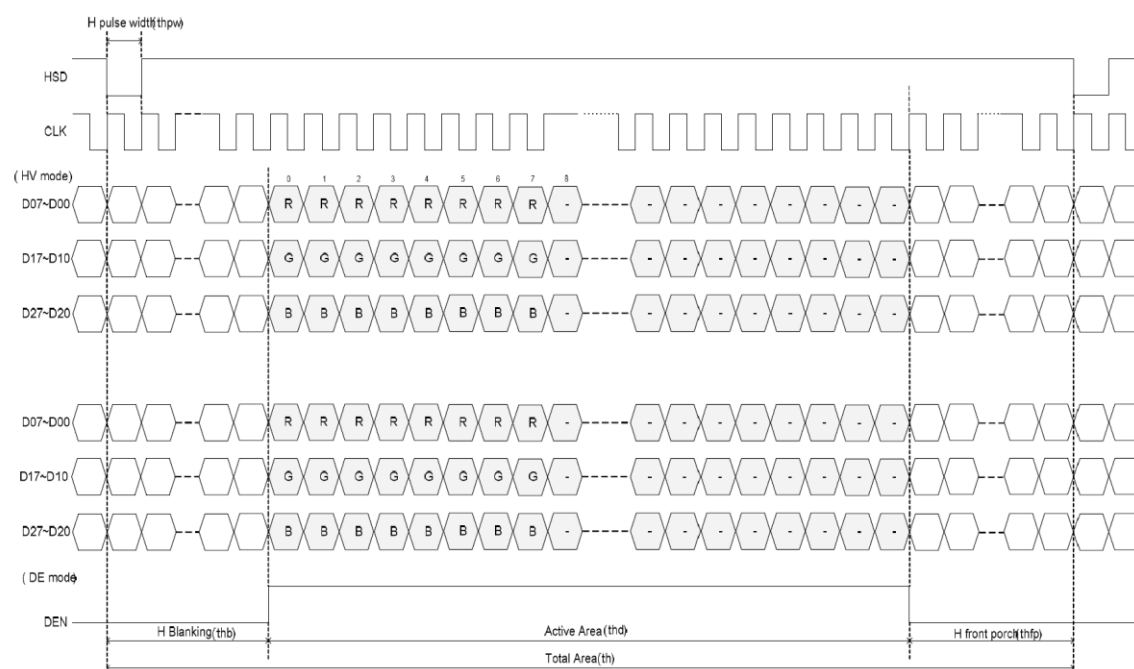 H pulse width(thpw)
HSD
CLK
( HV mode)
0 1 2 3 4 5 6 7 8
D07~D00 R R R R R R R R - - - - - - - - -
D17~D10 G G G G G G G G - - - - - - - - -
D27~D20 B B B B B B B B - - - - - - - - -
D07~D00 R R R R R R R R - - - - - - - - -
D17~D10 G G G G G G G G - - - - - - - - -
D27~D20 B B B B B B B B - - - - - - - - -
( DE mode)
DEN
H Blanking(thb) Active Area(thd) H front porch(thfp)
Total Area(th)